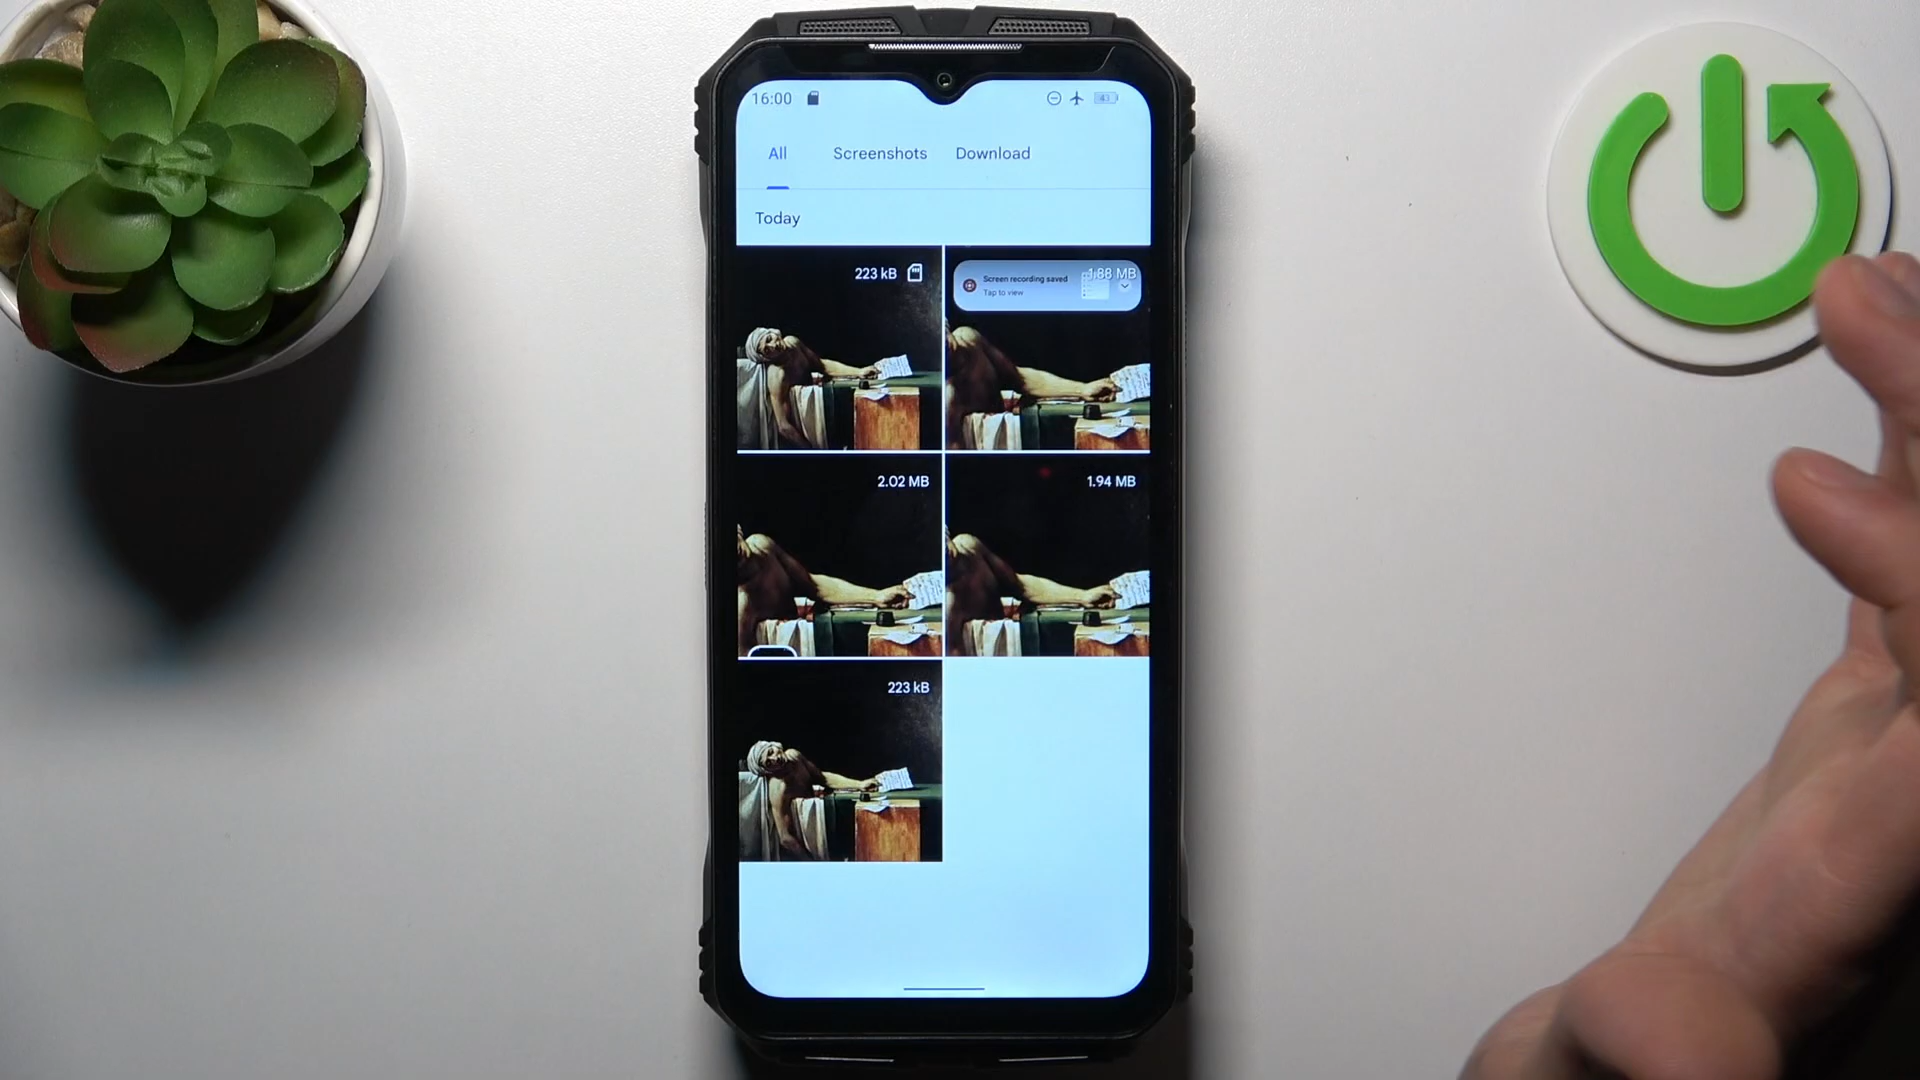 16:00 43
All Screenshots Download
Today
223 kB
1.88 MB
Screen recording saved
Tap to view
2.02 MB 1.94 MB
223 kB